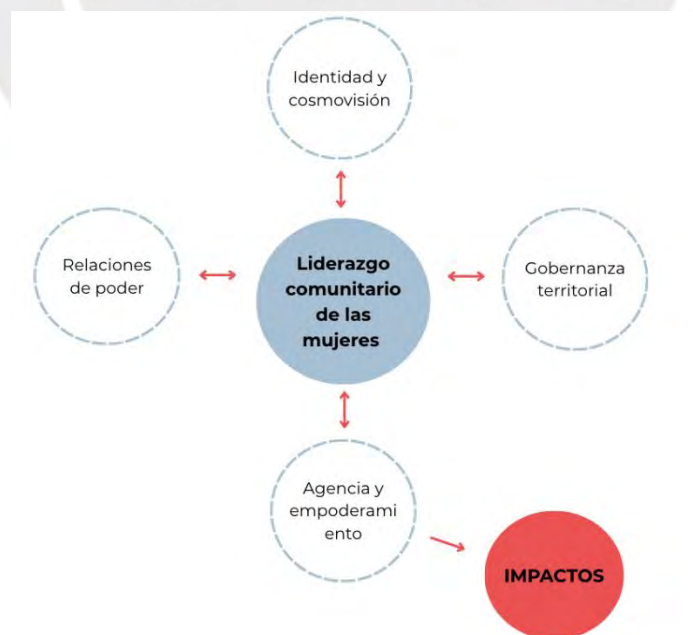 Identidad y
cosmovisión
Relaciones
de poder
Liderazgo
comunitario
de las
mujeres
Gobernanza
territorial
Agencia y
empoderami
ento
IMPACTOS